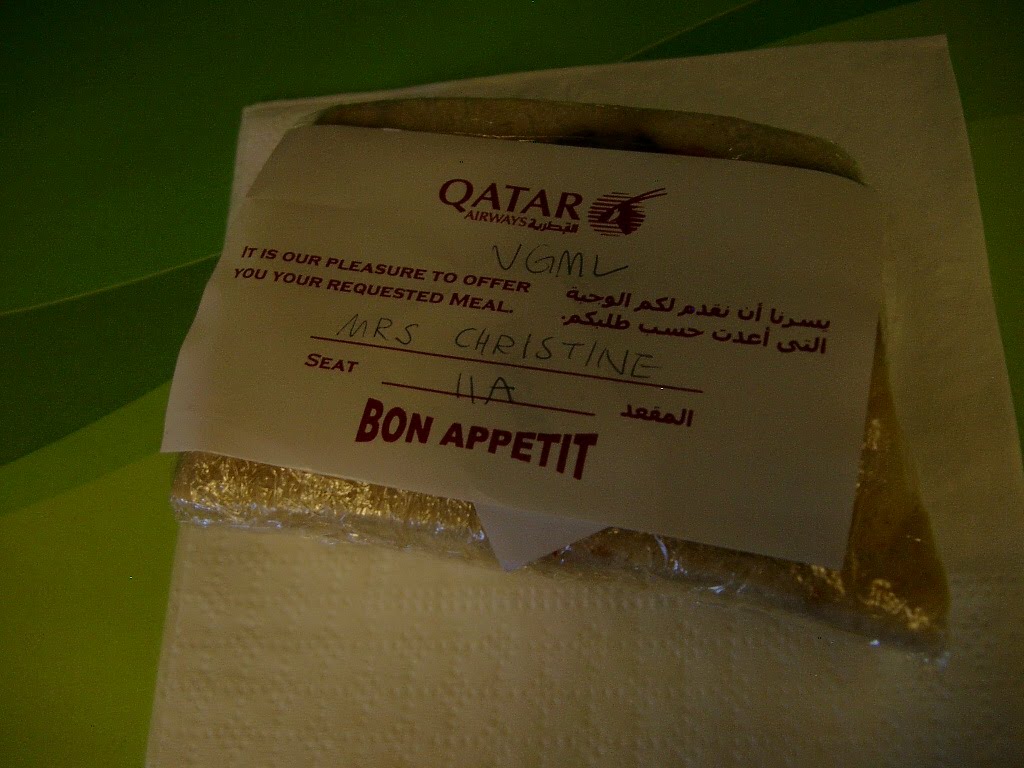 QATAR
AIRWAYS القطرية
VGML
IT IS OUR PLEASURE TO OFFER
YOU YOUR REQUESTED MEAL.
يسرنا أن نقدم لكم الوجبة
التي أعدت حسب طلبكم.
MRS CHRISTINE
SEAT 11A المقعد
BON APPETIT